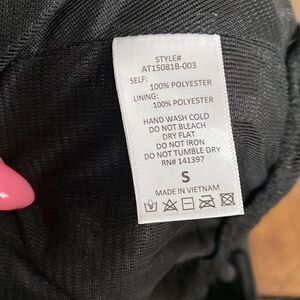 STYLE#
AT15081B-003
SELF:
100% POLYESTER
LINING:
100% POLYESTER
HAND WASH COLD
DO NOT BLEACH
DRY FLAT
DO NOT IRON
DO NOT TUMBLE DRY
RN# 141397
S
MADE IN VIETNAM